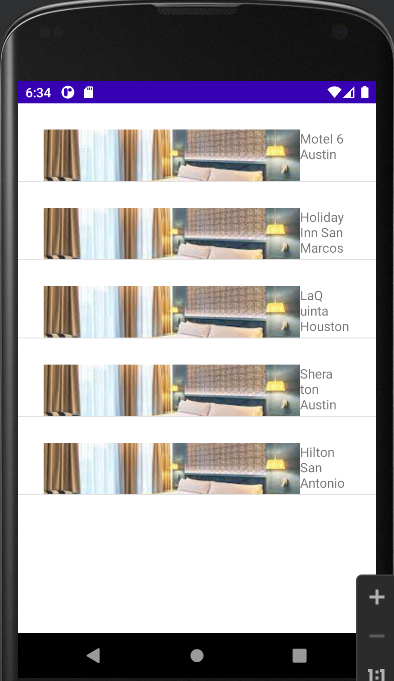 6:34
Motel 6
Austin
Holiday
Inn San
Marcos
LaQ
uinta
Houston
Shera
ton
Austin
Hilton
San
Antonio
1:1